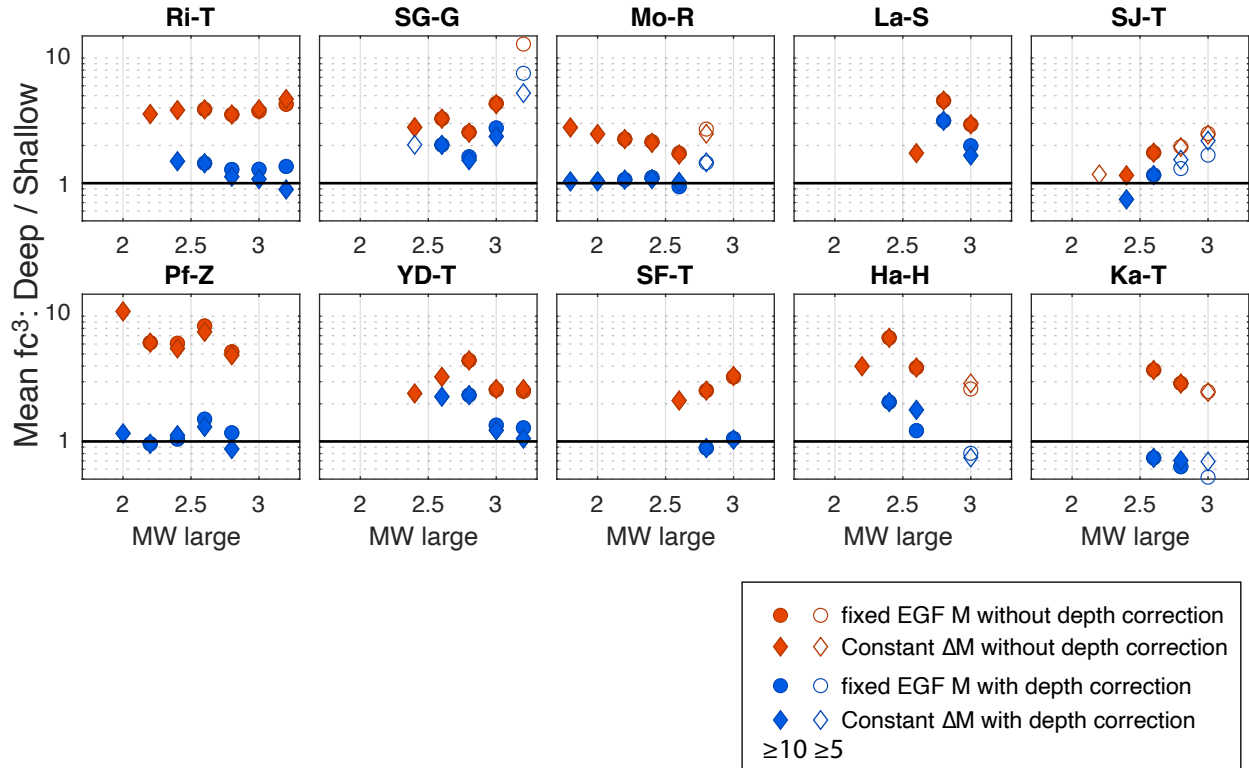 Ri-T SG-G Mo-R La-S SJ-T
10
1
2 2.5 3 2 2.5 3 2 2.5 3 2 2.5 3 2 2.5 3
Mean fc³: Deep / Shallow
Pf-Z YD-T SF-T Ha-H Ka-T
10
1
2 2.5 3 2 2.5 3 2 2.5 3 2 2.5 3 2 2.5 3
MW large MW large MW large MW large MW large
fixed EGF M without depth correction
Constant ΔM without depth correction
fixed EGF M with depth correction
Constant ΔM with depth correction
≥10 ≥5